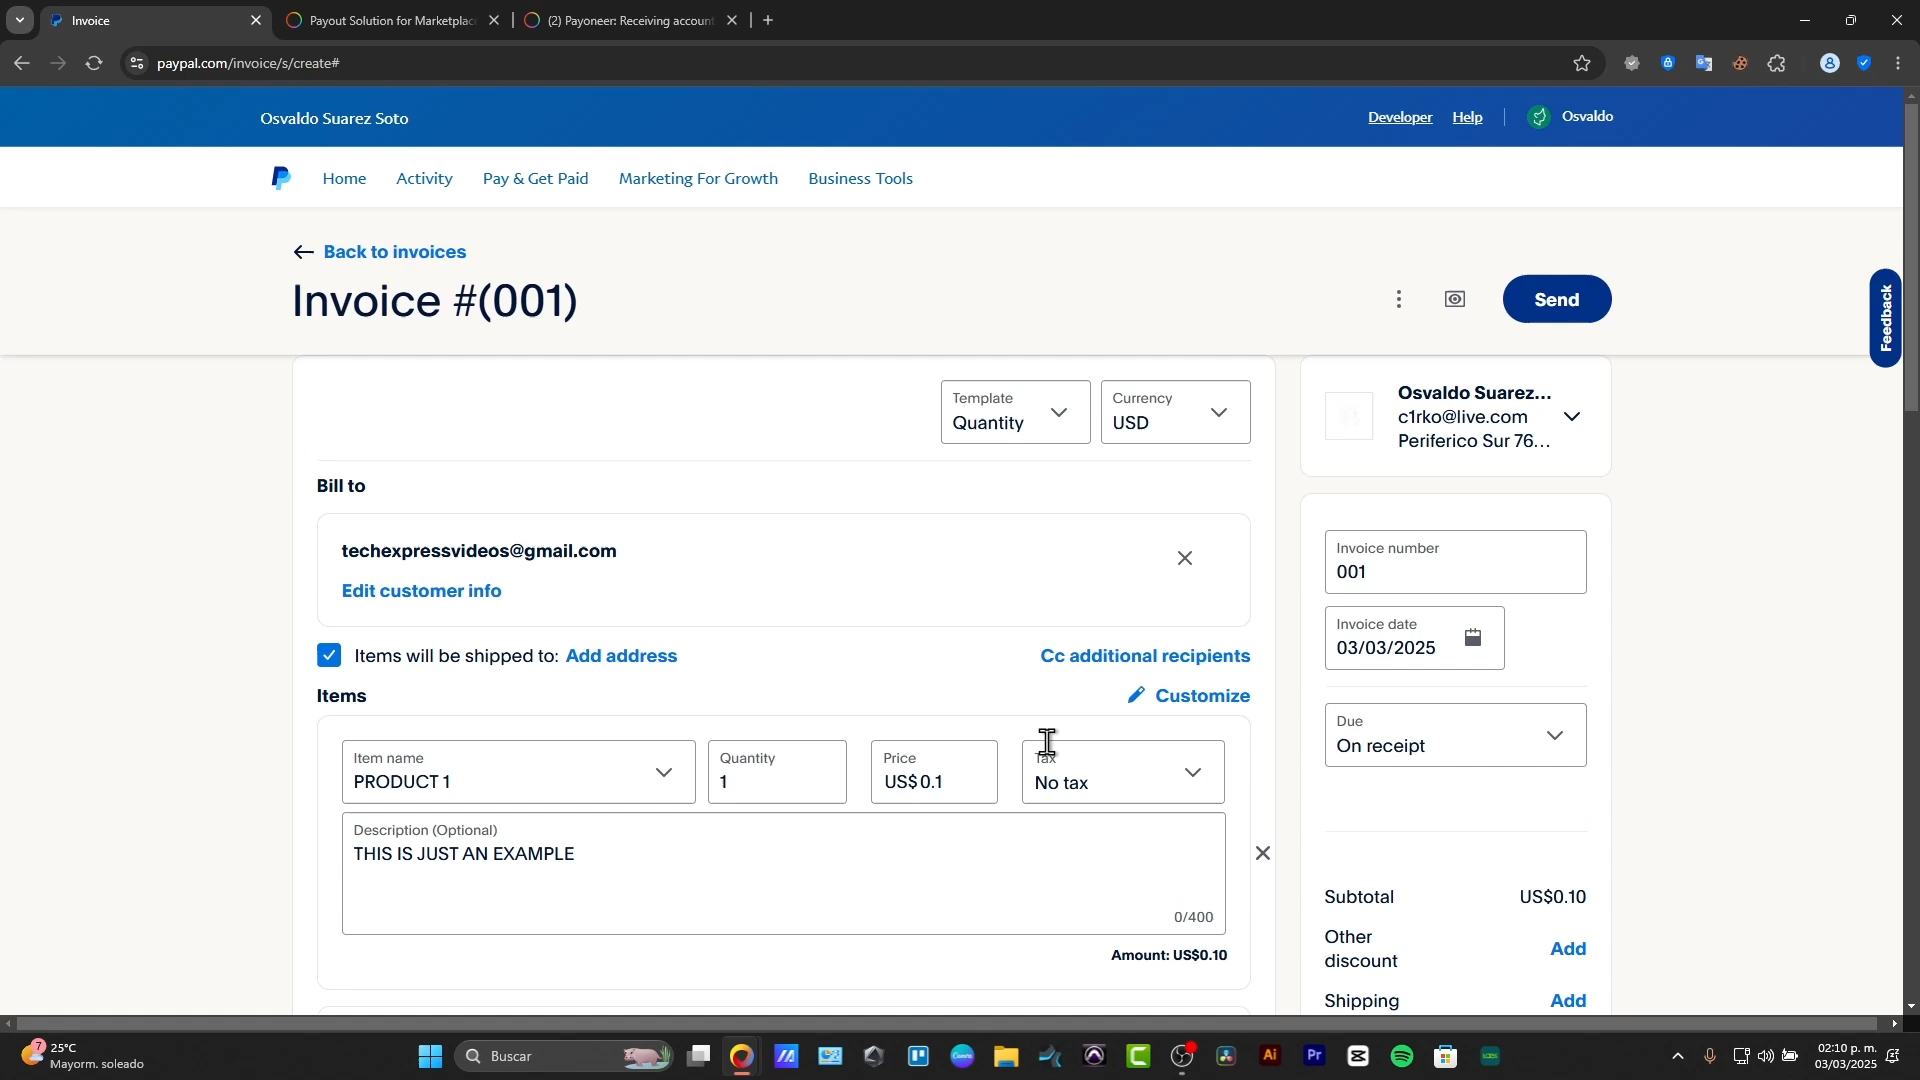 Invoice
Payout Solution for Marketplac
(2) Payoneer: Receiving account
paypal.com/invoice/s/create#
Osvaldo Suarez Soto
Developer
Help
Osvaldo
Home
Activity
Pay & Get Paid
Marketing For Growth
Business Tools
Back to invoices
Invoice #(001)
Send
Feedback
Template
Quantity
Currency
USD
Osvaldo Suarez...
c1rko@live.com
Periferico Sur 76...
Bill to
techexpressvideos@gmail.com
Edit customer info
Invoice number
001
Invoice date
03/03/2025
Items will be shipped to: Add address
Cc additional recipients
Items
Customize
Due
On receipt
Item name
PRODUCT 1
Quantity
1
Price
US$ 0.1
Tax
No tax
Description (Optional)
THIS IS JUST AN EXAMPLE
0/400
Amount: US$0.10
Subtotal
US$0.10
Other
discount
Add
Shipping
Add
7
25°C
Mayorm. soleado
Buscar
Ai
Pr
02:10 p. m.
03/03/2025